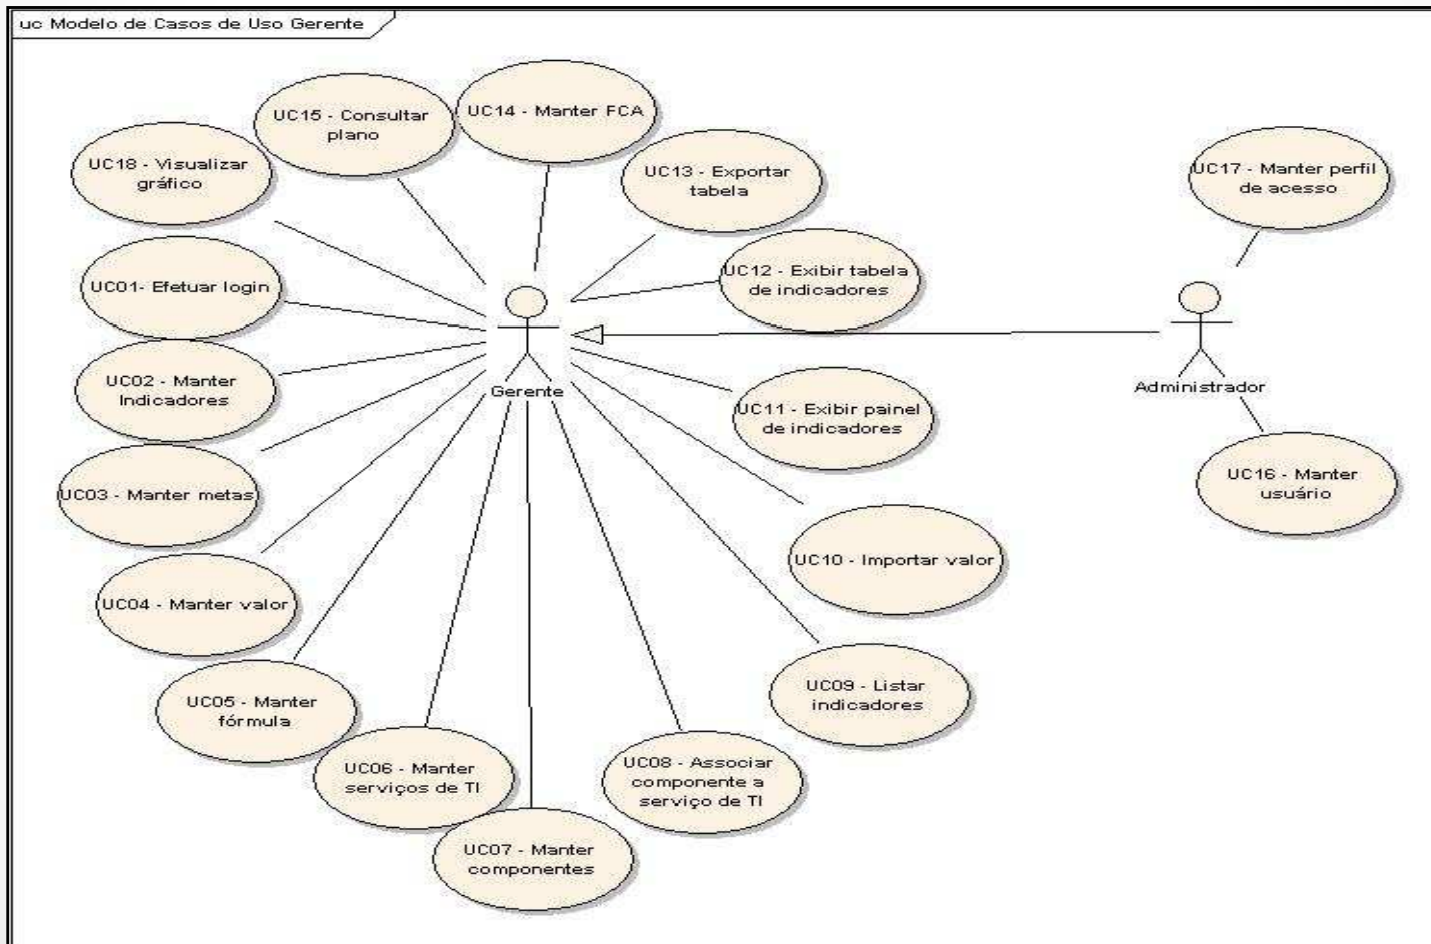 uc Modelo de Casos de Uso Gerente
UC15 - Consultar
plano
UC14 - Manter FCA
UC18 - Visualizar
gráfico
UC13 - Exportar
tabela
UC17 - Manter perfil
de acesso
UC01- Efetuar login
UC12 - Exibir tabela
de indicadores
UC02 - Manter
Indicadores
Gerente
Administrador
UC11 - Exibir painel
de indicadores
UC03 - Manter metas
UC16 - Manter
usuário
UC10 - Importar valor
UC04 - Manter valor
UC05 - Manter
fórmula
UC09 - Listar
indicadores
UC06 - Manter
serviços de TI
UC08 - Associar
componente a
serviço de TI
UC07 - Manter
componentes